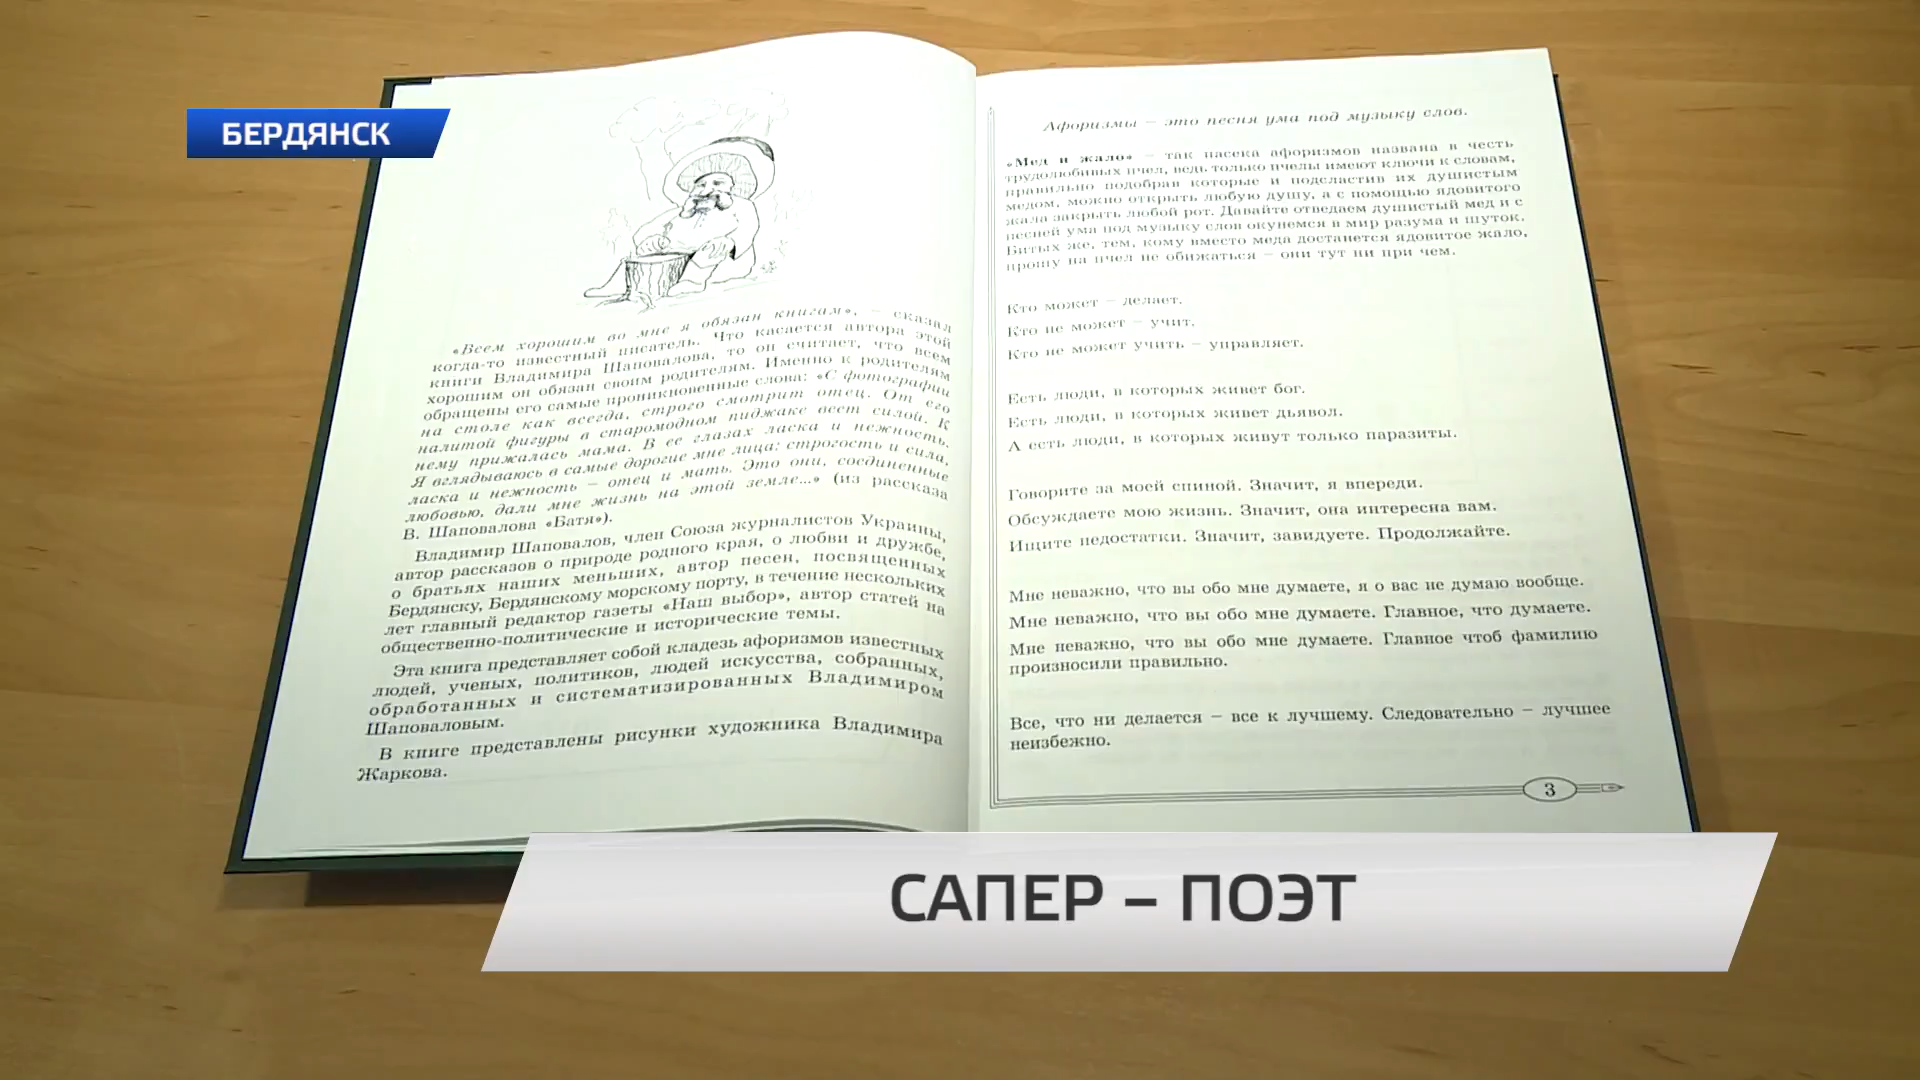 БЕРДЯНСК
«Всем хорошим во мне я обязан книгам», – сказал
когда-то известный писатель. Что касается автора этой
книги Владимира Шаповалова, то он считает, что всем
хорошим он обязан своим родителям. Именно к родителям
обращены его самые проникновенные слова: «С фотографии
на столе как всегда, строго смотрит отец. От его
налитой фигуры в старомодном пиджаке веет силой. К
нему прижалась мама. В ее глазах ласка и нежность.
Я вглядываюсь в самые дорогие мне лица: строгость и сила,
ласка и нежность – отец и мать. Это они, соединенные
любовью, дали мне жизнь на этой земле...» (из рассказа
В. Шаповалова «Батя»).
Владимир Шаповалов, член Союза журналистов Украины,
автор рассказов о природе родного края, о любви и дружбе,
о братьях наших меньших, автор песен, посвященных
Бердянску, Бердянскому морскому порту, в течение нескольких
лет главный редактор газеты «Наш выбор», автор статей на
общественно-политические и исторические темы.
Эта книга представляет собой кладезь афоризмов известных
людей, ученых, политиков, людей искусства, собранных,
обработанных и систематизированных Владимиром
Шаповаловым.
В книге представлены рисунки художника Владимира
Жаркова.
Афоризмы – это песня ума под музыку слов.
«Мед и жало» – так пасека афоризмов названа в честь
трудолюбивых пчел, ведь только пчелы имеют ключи к словам,
правильно подобрав которые и подсластив их душистым
медом, можно открыть любую душу, а с помощью ядовитого
жала закрыть любой рот. Давайте отведаем душистый мед и с
песней ума под музыку слов окунемся в мир разума и шуток.
Битых же, тем, кому вместо меда достанется ядовитое жало,
прошу на пчел не обижаться – они тут ни при чем.
Кто может – делает.
Кто не может – учит.
Кто не может учить – управляет.
Есть люди, в которых живет бог.
Есть люди, в которых живет дьявол.
А есть люди, в которых живут только паразиты.
Говорите за моей спиной. Значит, я впереди.
Обсуждаете мою жизнь. Значит, она интересна вам.
Ищите недостатки. Значит, завидуете. Продолжайте.
Мне неважно, что вы обо мне думаете, я о вас не думаю вообще.
Мне неважно, что вы обо мне думаете. Главное, что думаете.
Мне неважно, что вы обо мне думаете. Главное чтоб фамилию
произносили правильно.
Все, что ни делается – все к лучшему. Следовательно – лучшее
неизбежно.
3
САПЕР – ПОЭТ